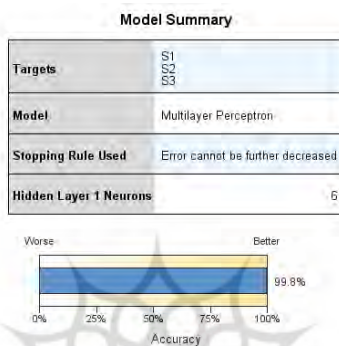 Model Summary
Targets
S1
S2
S3
Model
Multilayer Perceptron
Stopping Rule Used
Error cannot be further decreased
Hidden Layer 1 Neurons
6
Worse
Better
99.8%
0%
25%
50%
75%
100%
Accuracy